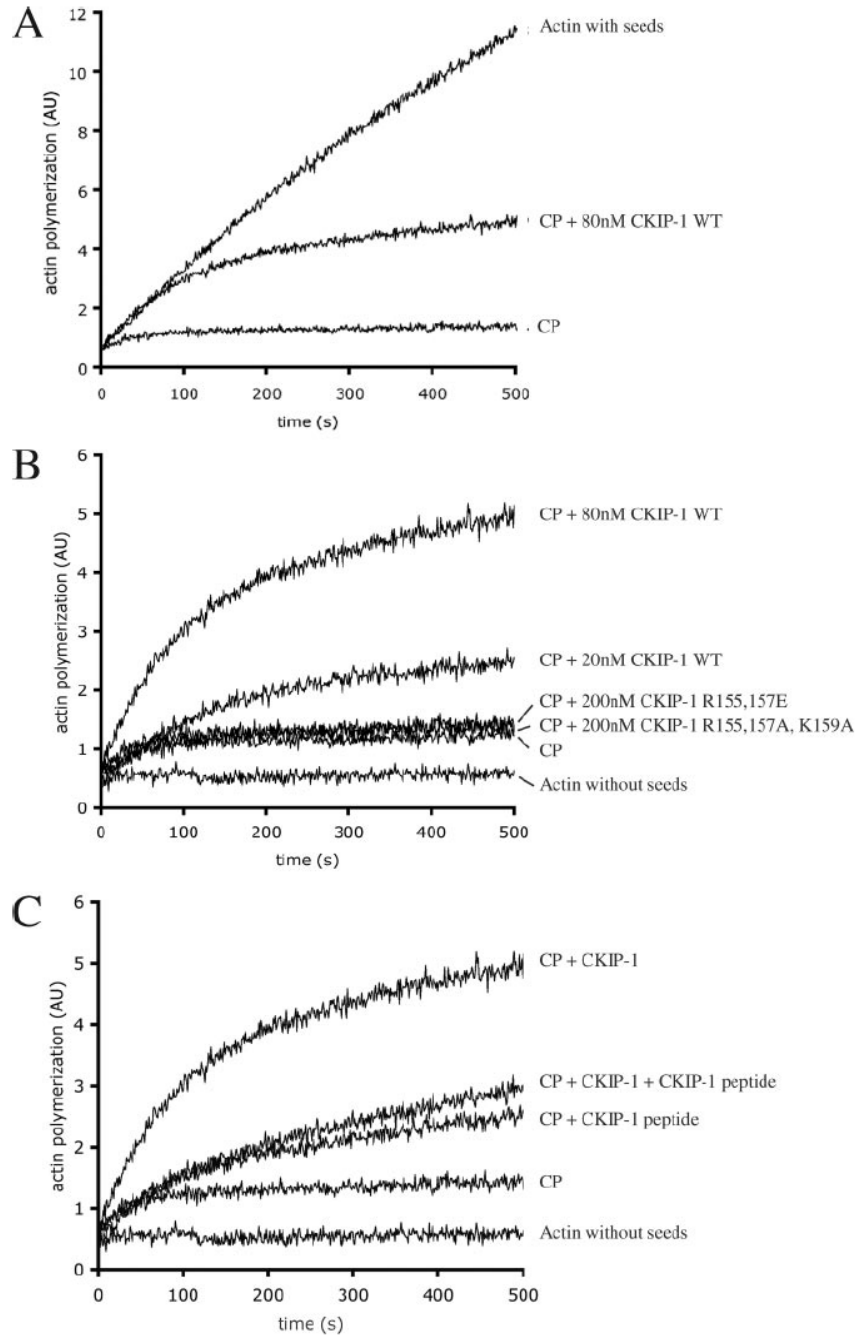 A
actin polymerization (AU)
12
10
8
6
4
2
0
0 100 200 300 400 500
time (s)
Actin with seeds
CP + 80nM CKIP-1 WT
CP
B
actin polymerization (AU)
6
5
4
3
2
1
0
0 100 200 300 400 500
time (s)
CP + 80nM CKIP-1 WT
CP + 20nM CKIP-1 WT
CP + 200nM CKIP-1 R155,157E
CP + 200nM CKIP-1 R155,157A, K159A
CP
Actin without seeds
C
actin polymerization (AU)
6
5
4
3
2
1
0
0 100 200 300 400 500
time (s)
CP + CKIP-1
CP + CKIP-1 + CKIP-1 peptide
CP + CKIP-1 peptide
CP
Actin without seeds